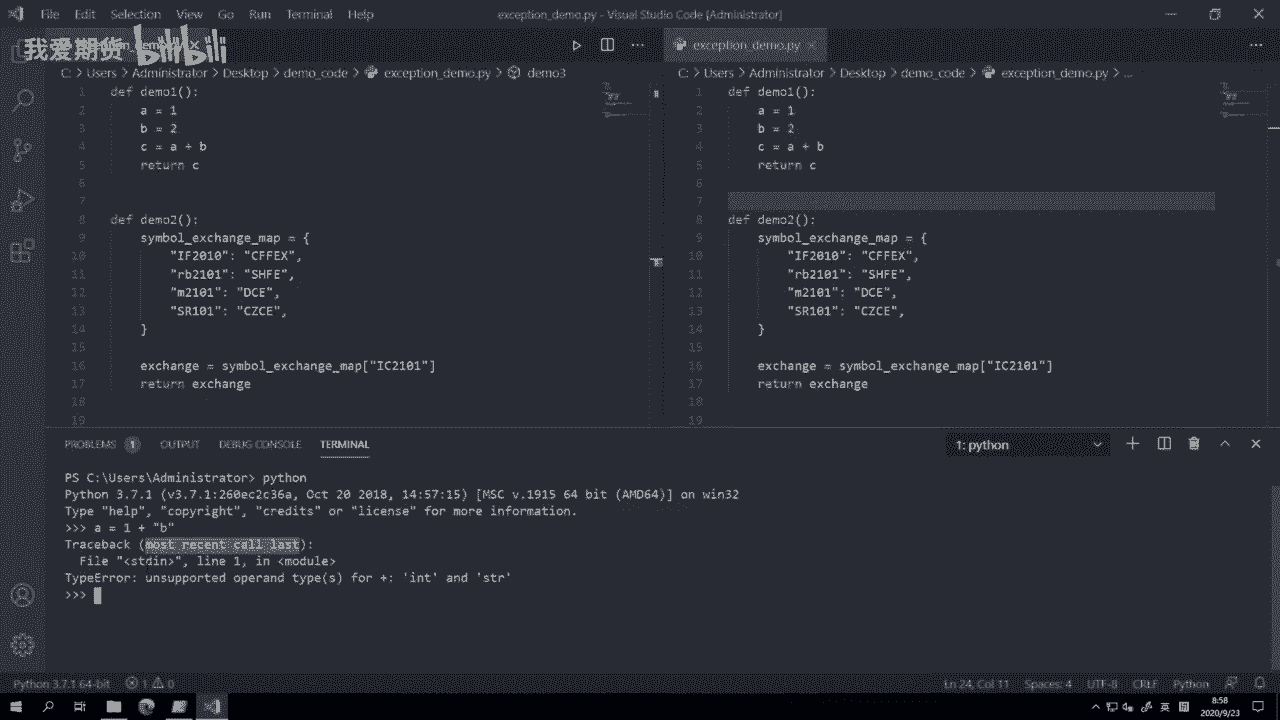 File Edit Selection View Go Run Terminal Help
exception_demo.py - Visual Studio Code [Administrator]
我爱期货 bilibili
exception_demo.py
C: > Users > Administrator > Desktop > demo_code > exception_demo.py > demo3
1 def demo1():
2 a = 1
3 b = 2
4 c = a + b
5 return c
6
7
8 def demo2():
9 symbol_exchange_map = {
10 "IF2010": "CFFEX",
11 "rb2101": "SHFE",
12 "m2101": "DCE",
13 "SR101": "CZCE",
14 }
15
16 exchange = symbol_exchange_map["IC2101"]
17 return exchange
18
19
C: > Users > Administrator > Desktop > demo_code > exception_demo.py > ...
1 def demo1():
2 a = 1
3 b = 2
4 c = a + b
5 return c
6
7
8 def demo2():
9 symbol_exchange_map = {
10 "IF2010": "CFFEX",
11 "rb2101": "SHFE",
12 "m2101": "DCE",
13 "SR101": "CZCE",
14 }
15
16 exchange = symbol_exchange_map["IC2101"]
17 return exchange
18
19
PROBLEMS 1 OUTPUT DEBUG CONSOLE TERMINAL
1: python
PS C:\Users\Administrator> python
Python 3.7.1 (v3.7.1:260ec2c36a, Oct 20 2018, 14:57:15) [MSC v.1915 64 bit (AMD64)] on win32
Type "help", "copyright", "credits" or "license" for more information.
>>> a = 1 + "b"
Traceback (most recent call last):
File "<stdin>", line 1, in <module>
TypeError: unsupported operand type(s) for +: 'int' and 'str'
>>>
Python 3.7.1 64-bit 1 0
Ln 24, Col 11 Spaces: 4 UTF-8 CRLF Python
英
8:58
2020/9/23